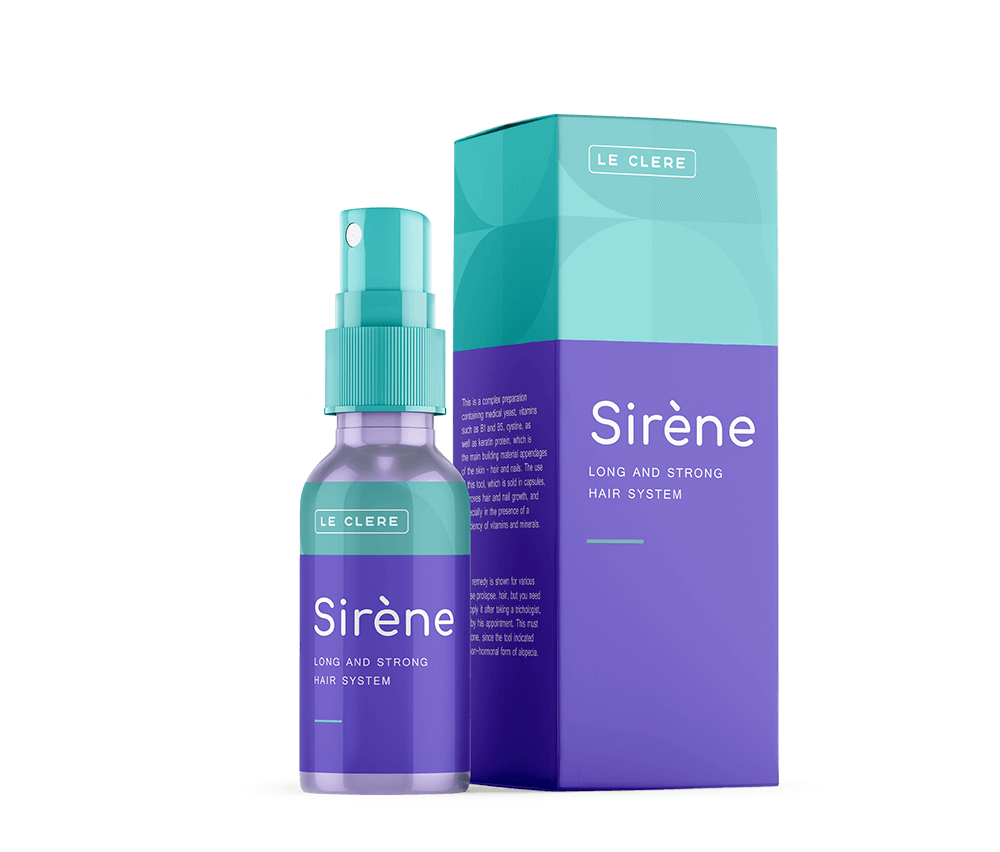 LE CLERE
Sirène
LONG AND STRONG
HAIR SYSTEM
This is a complex preparation
containing medical yeast, vitamins
such as B1 and B5, cystine, as
well as keratin protein, which is
the main building material appendages
of the skin - hair and nails. The use
this tool, which is sold in capsules,
hair and nail growth, and
in the presence of a
of vitamins and minerals.
remedy is shown for various
prolapse, hair, but you need
it after taking a trichologist,
by his appointment. This must
since the tool indicated
form of alopecia.
LE CLERE
Sirène
LONG AND STRONG
HAIR SYSTEM